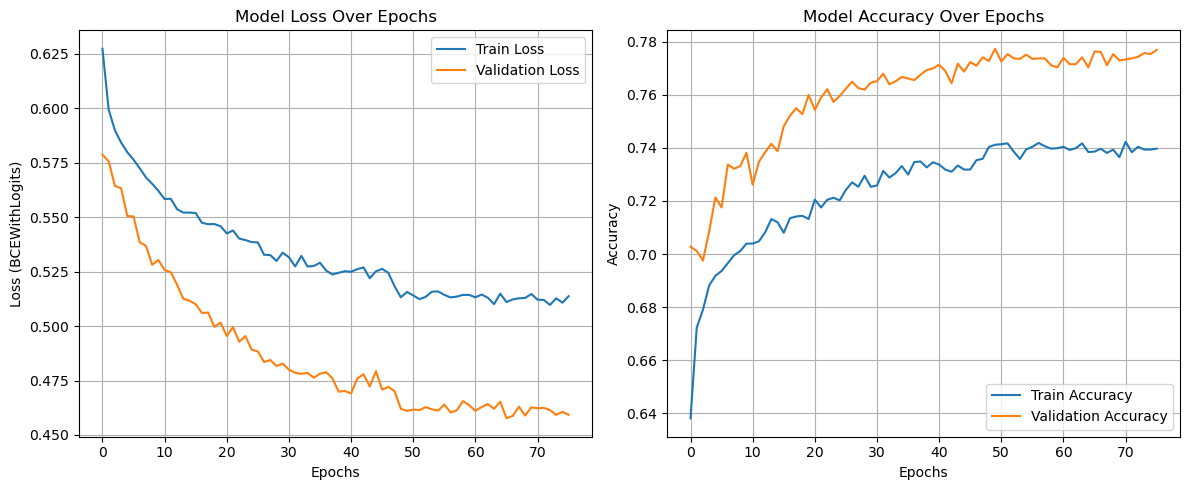 Model Loss Over Epochs
Train Loss
Validation Loss
0.625
0.600
0.575
0.550
0.525
0.500
0.475
0.450
Loss (BCEWithLogits)
0 10 20 30 40 50 60 70
Epochs
Model Accuracy Over Epochs
0.78
0.76
0.74
0.72
0.70
0.68
0.66
0.64
Accuracy
Train Accuracy
Validation Accuracy
0 10 20 30 40 50 60 70
Epochs